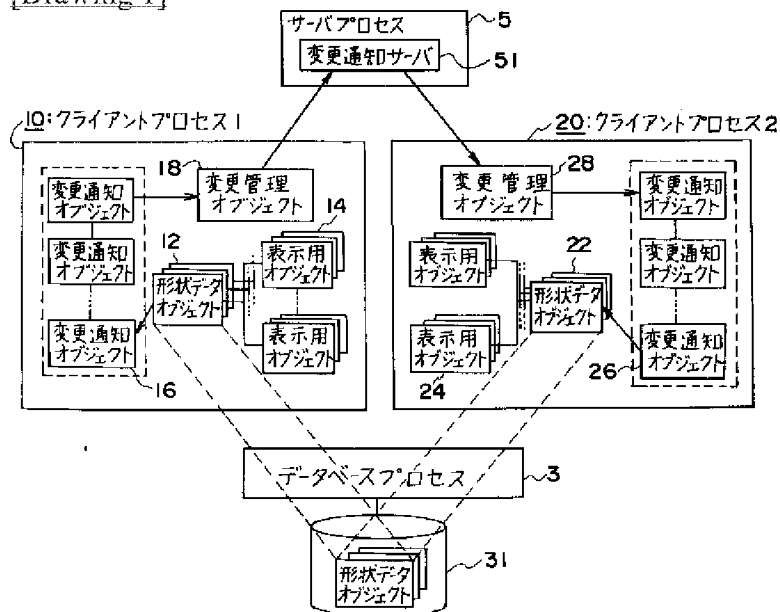 [Drawing 1]
サーバプロセス
5
変更通知サーバ
51
10:クライアントプロセス1
20:クライアントプロセス2
18
変更管理
オブジェクト
28
変更管理
オブジェクト
変更通知
オブジェクト
変更通知
オブジェクト
変更通知
オブジェクト
16
12
形状データ
オブジェクト
14
表示用
オブジェクト
表示用
オブジェクト
表示用
オブジェクト
表示用
オブジェクト
24
22
形状データ
オブジェクト
変更通知
オブジェクト
変更通知
オブジェクト
変更通知
オブジェクト
26
データベースプロセス
3
形状データ
オブジェクト
31